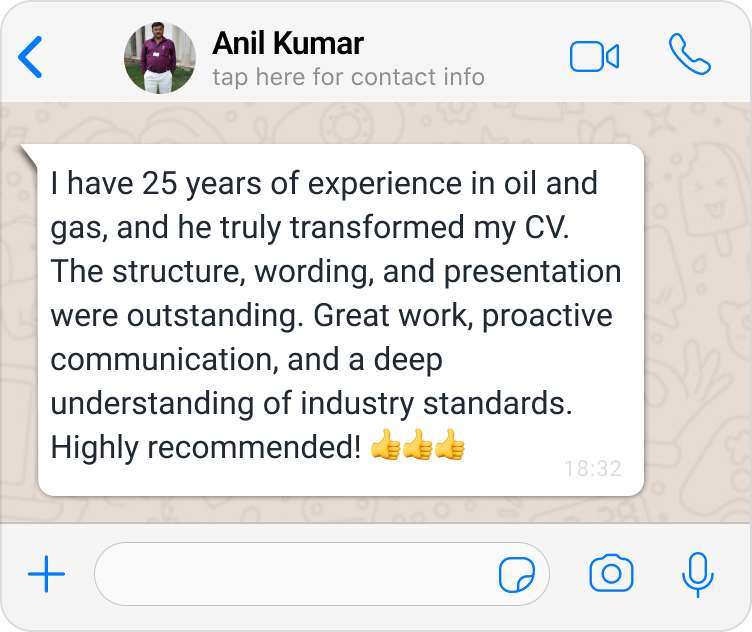 Anil Kumar
tap here for contact info
I have 25 years of experience in oil and
gas, and he truly transformed my CV.
The structure, wording, and presentation
were outstanding. Great work, proactive
communication, and a deep
understanding of industry standards.
Highly recommended! 👍👍👍
18:32